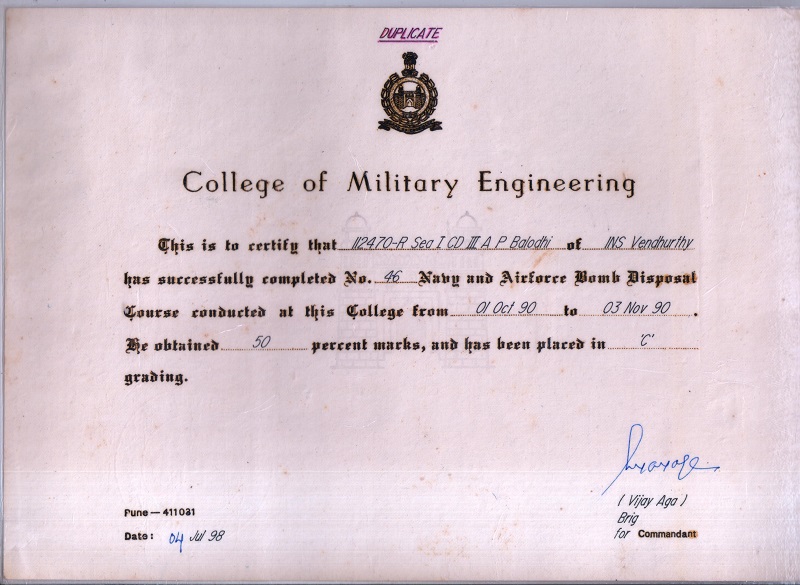 DUPLICATE
College of Military Engineering
This is to certify that 112470-R Sea I CD III A P Balodhi of INS Vendhurthy
has successfully completed No. 46 Navy and Airforce Bomb Disposal
Course conducted at this College from 01 Oct 90 to 03 Nov 90 .
He obtained 50 percent marks, and has been placed in 'C'
grading.
( Vijay Aga )
Brig
for Commandant
Pune — 411031
Date: 04 Jul 98